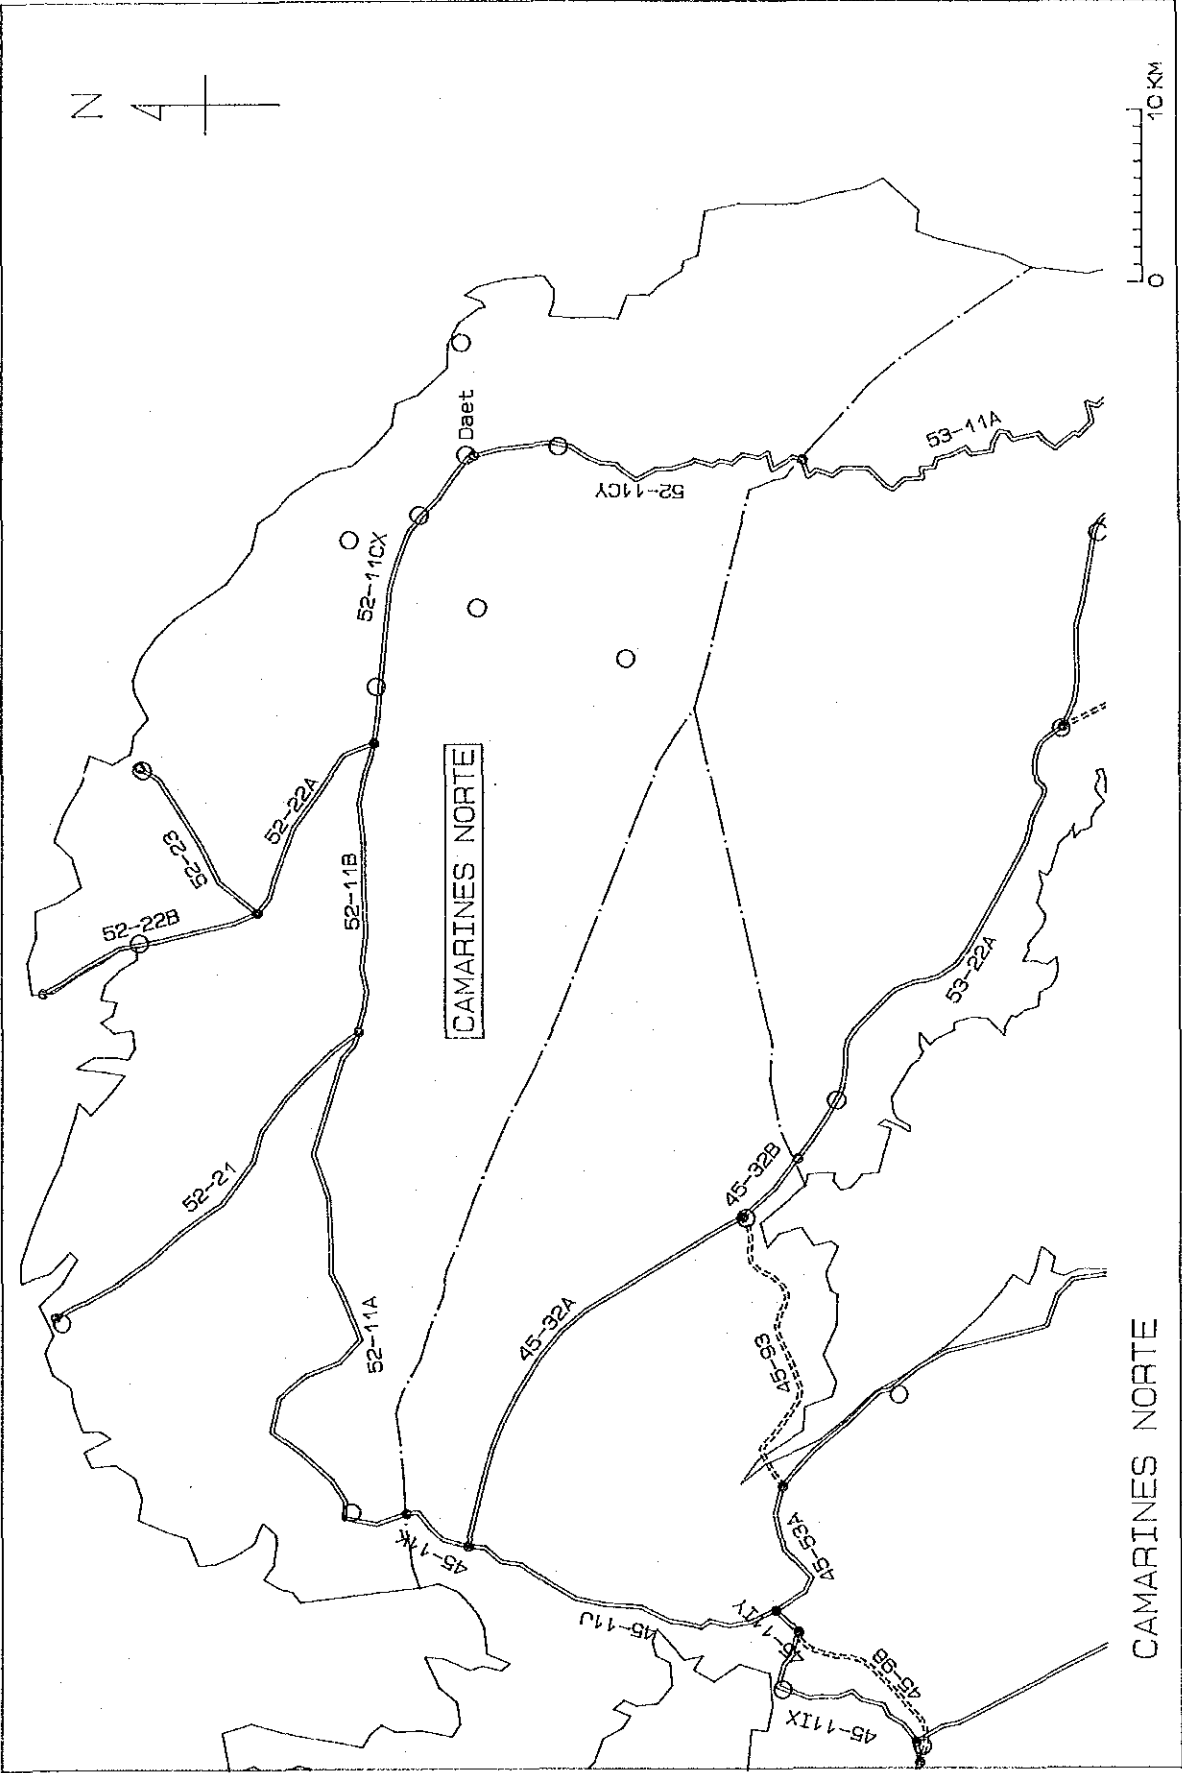 N
52-23
52-22B
52-22A
52-21
52-11B
52-11CX
Daet
52-11CY
53-11A
CAMARINES NORTE
52-11A
45-11K
45-32A
45-11J
45-32B
45-93
53-22A
45-53A
45-11IY
45-98
45-11IX
0
10 KM
CAMARINES NORTE